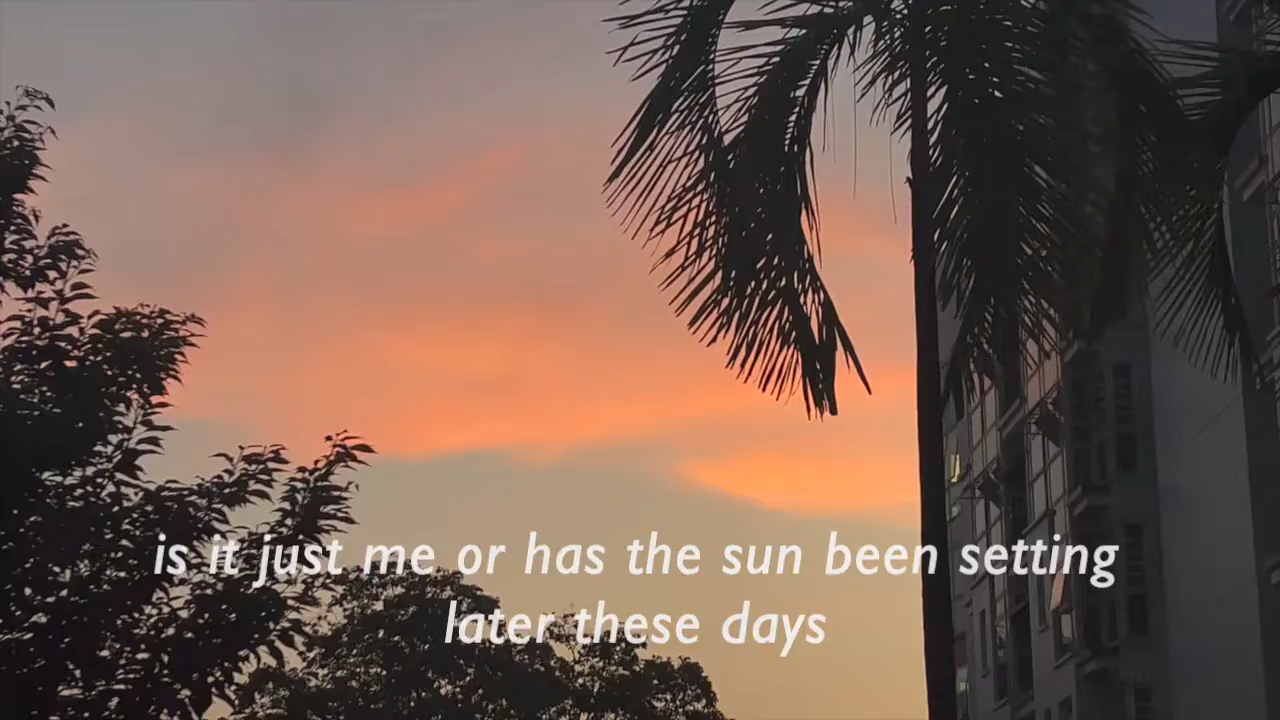 is it just me or has the sun been setting
later these days